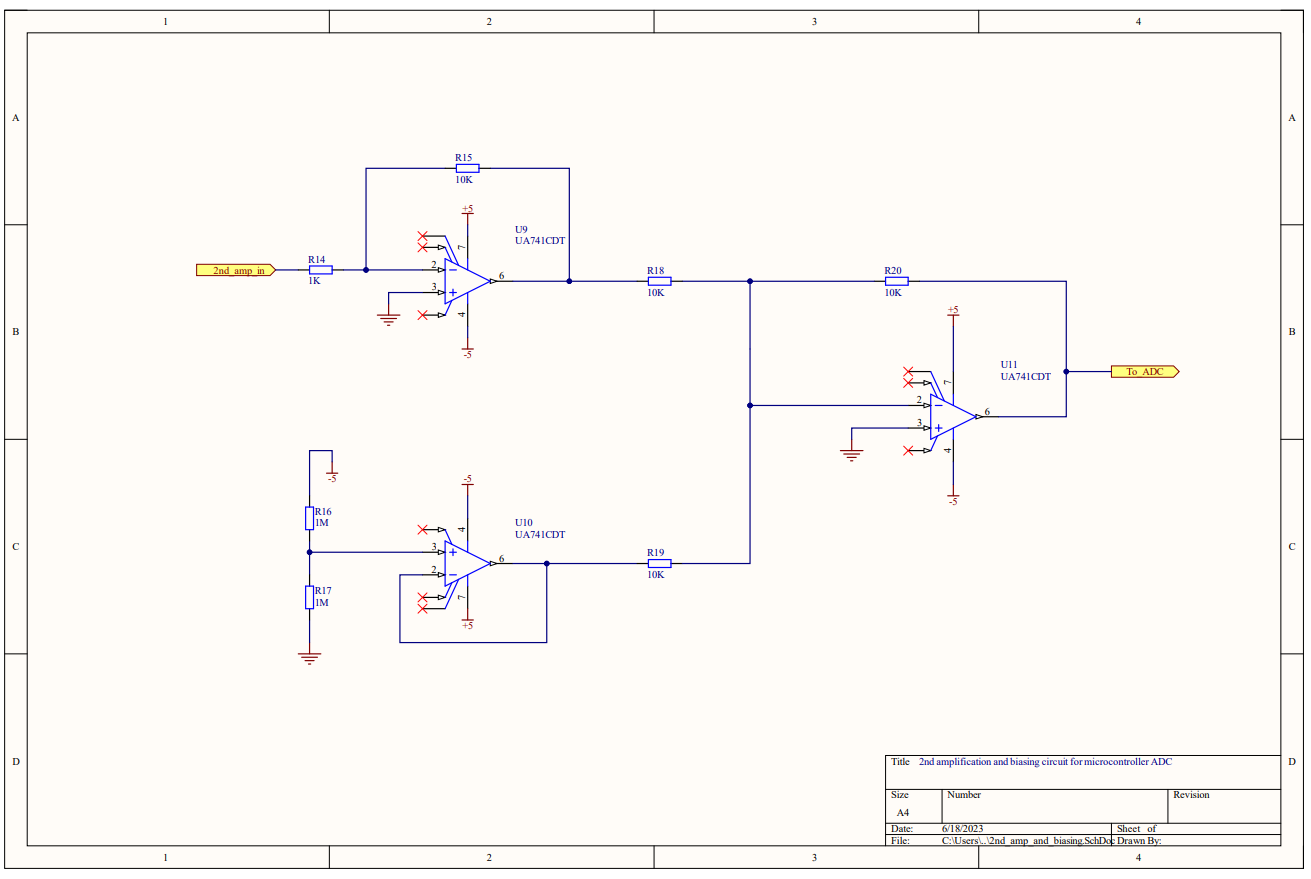 1
2
3
4
A
A
R15
10K
+5
U9
UA741CDT
7
2nd_amp_in
R14
1K
2
3
6
4
-5
R18
10K
R20
10K
B
B
+5
U11
UA741CDT
7
2
3
6
4
-5
To_ADC
-5
R16
1M
R17
1M
-5
U10
UA741CDT
4
3
2
6
7
+5
R19
10K
C
C
D
D
Title 2nd amplification and biasing circuit for microcontroller ADC
Size
A4
Number
Revision
Date: 6/18/2023 Sheet of
File: C:\Users\..\2nd_amp_and_biasing.SchDoc Drawn By:
1
2
3
4